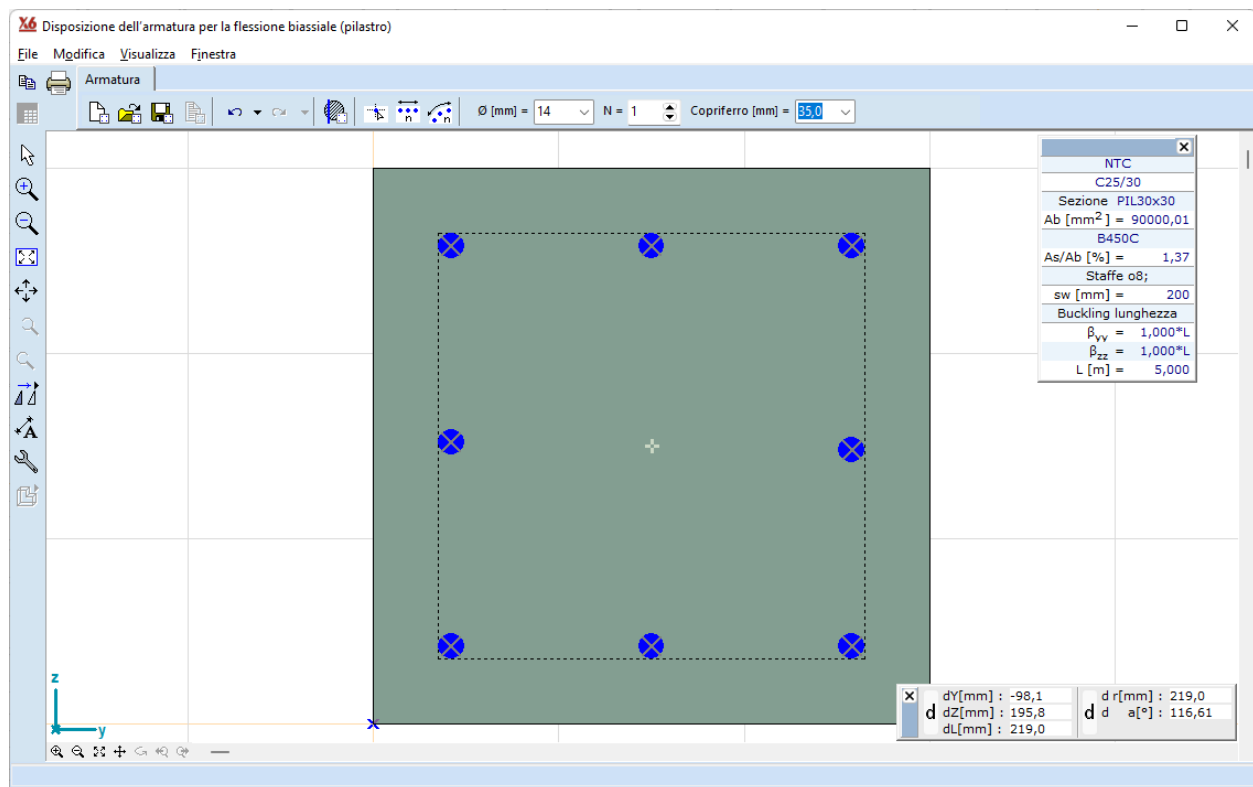 X6 Disposizione dell'armatura per la flessione biassiale (pilastro)
File Modifica Visualizza Finestra
Armatura
Ø [mm] = 14 N = 1 Copriferro [mm] = 35,0
NTC
C25/30
Sezione PIL30x30
Ab [mm²] = 90000,01
B450C
As/Ab [%] = 1,37
Staffe o8;
sw [mm] = 200
Buckling lunghezza
βyy = 1,000*L
βzz = 1,000*L
L [m] = 5,000
z
y
dY[mm] : -98,1 d r[mm] : 219,0
d dZ[mm] : 195,8 d d a[°] : 116,61
dL[mm] : 219,0